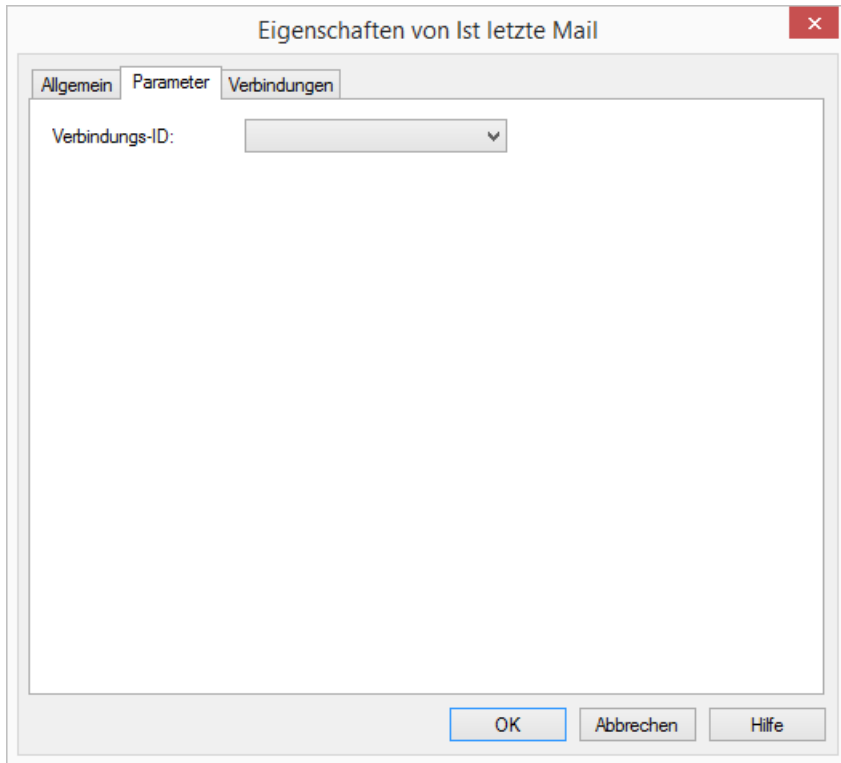 Eigenschaften von Ist letzte Mail
Allgemein Parameter Verbindungen
Verbindungs-ID:
OK Abbrechen Hilfe